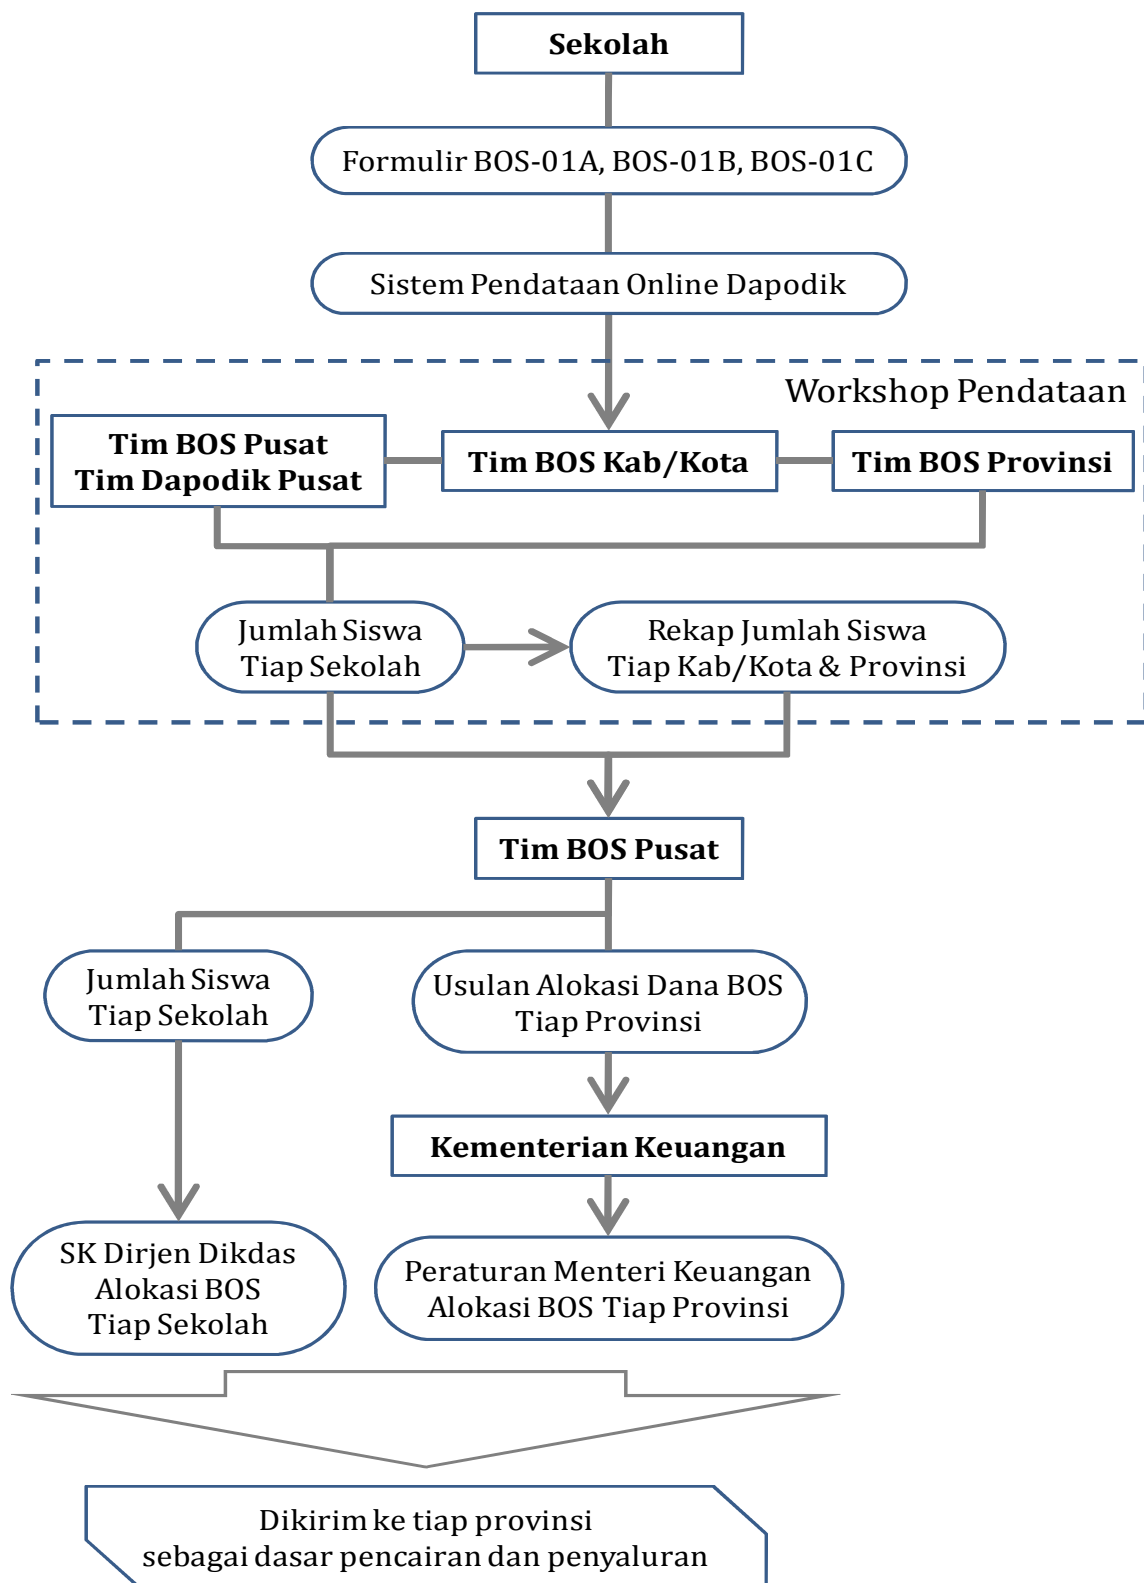 Sekolah
Formulir BOS-01A, BOS-01B, BOS-01C
Sistem Pendataan Online Dapodik
Workshop Pendataan
Tim BOS Pusat
Tim Dapodik Pusat
Tim BOS Kab/Kota
Tim BOS Provinsi
Jumlah Siswa
Tiap Sekolah
Rekap Jumlah Siswa
Tiap Kab/Kota & Provinsi
Tim BOS Pusat
Jumlah Siswa
Tiap Sekolah
Usulan Alokasi Dana BOS
Tiap Provinsi
Kementerian Keuangan
SK Dirjen Dikdas
Alokasi BOS
Tiap Sekolah
Peraturan Menteri Keuangan
Alokasi BOS Tiap Provinsi
Dikirim ke tiap provinsi
sebagai dasar pencairan dan penyaluran